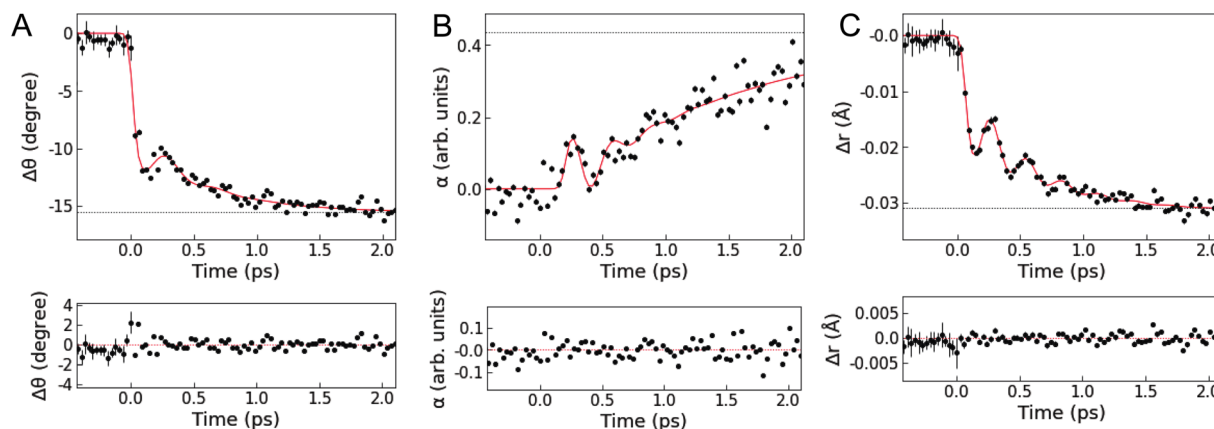 A
Δθ (degree)
0
-5
-10
-15
0.0 0.5 1.0 1.5 2.0
Time (ps)
B
α (arb. units)
0.4
0.2
0.0
0.0 0.5 1.0 1.5 2.0
Time (ps)
C
Δr (Å)
-0.0
-0.01
-0.02
-0.03
0.0 0.5 1.0 1.5 2.0
Time (ps)
Δθ (degree)
4
2
0
-2
-4
0.0 0.5 1.0 1.5 2.0
Time (ps)
α (arb. units)
0.1
-0.0
-0.1
0.0 0.5 1.0 1.5 2.0
Time (ps)
Δr (Å)
0.005
0.000
-0.005
0.0 0.5 1.0 1.5 2.0
Time (ps)